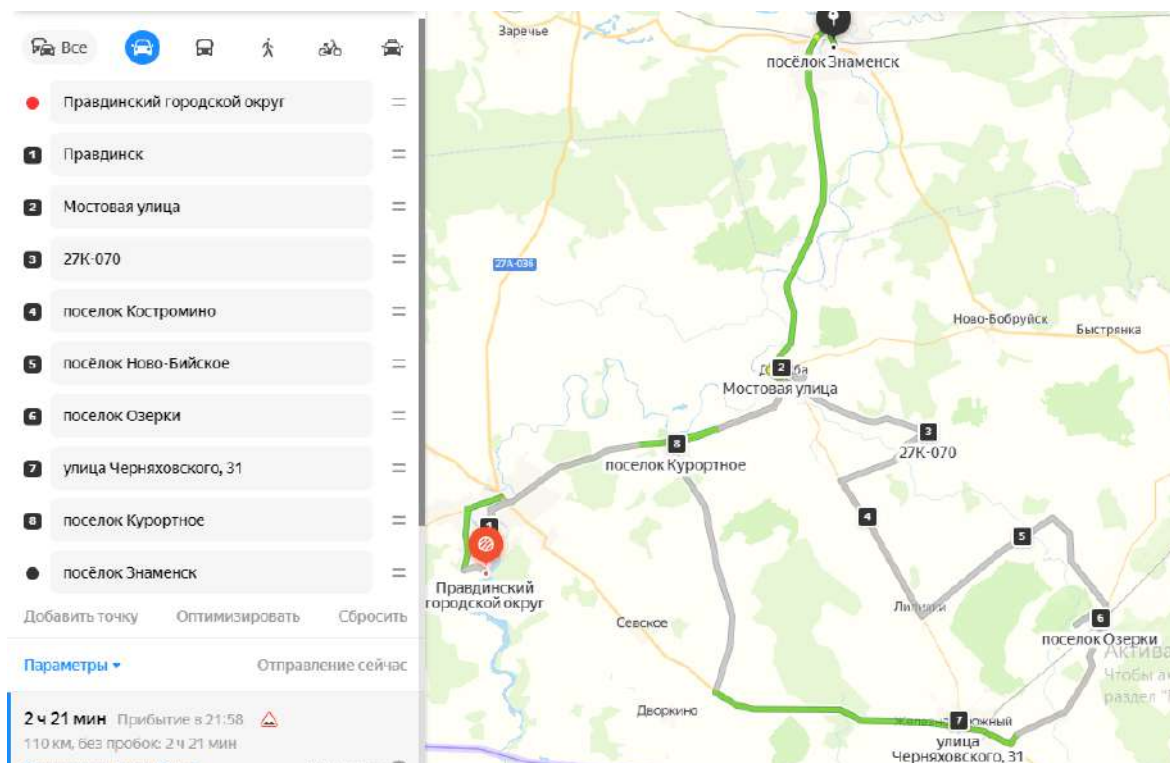 Все
Правдинский городской округ
1 Правдинск
2 Мостовая улица
3 27К-070
4 поселок Костромино
5 посёлок Ново-Бийское
6 поселок Озерки
7 улица Черняховского, 31
8 поселок Курортное
посёлок Знаменск
Добавить точку Оптимизировать Сбросить
Параметры Отправление сейчас
2 ч 21 мин Прибытие в 21:58
110 км, без пробок: 2 ч 21 мин
Заречье
посёлок Знаменск
27А-036
Ново-Бобруйск
Быстрянка
2
Мостовая улица
3
27К-070
8
поселок Курортное
4
5
1
Правдинский
городской округ
Севское
6
поселок Озерки
Актива
Чтобы ак
раздел "П
Дворкино
7
улица
Черняховского, 31